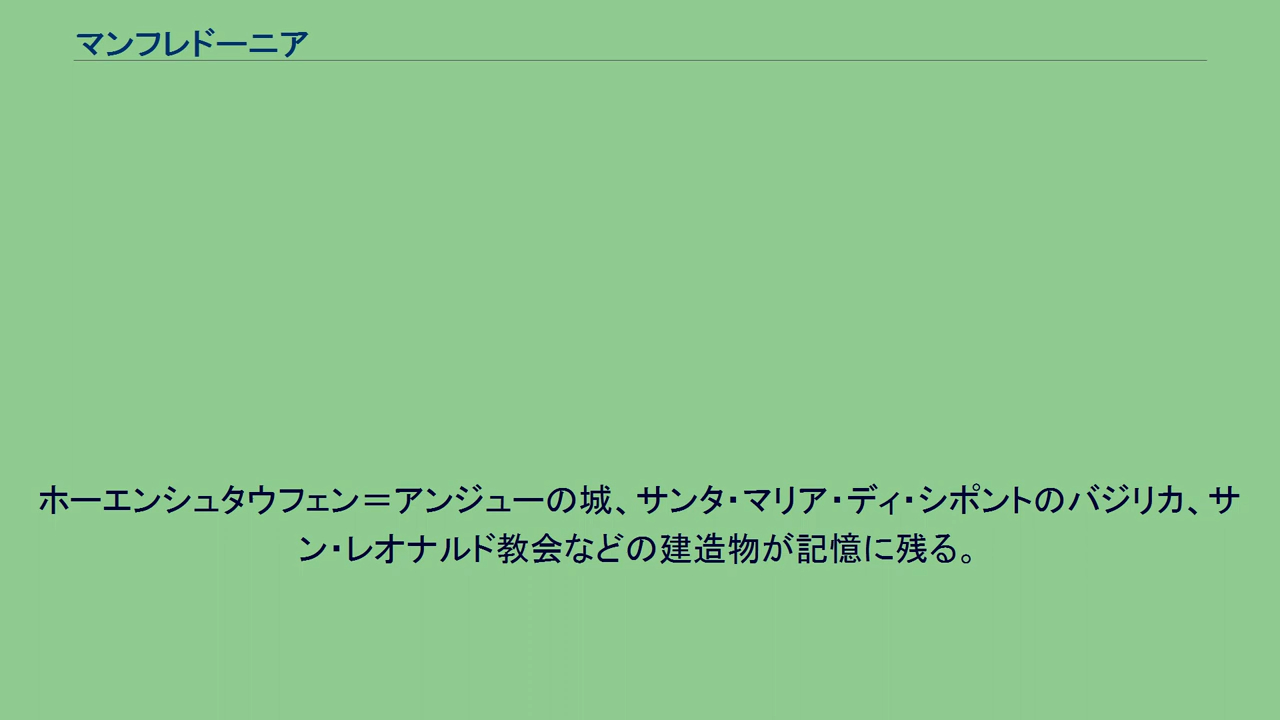 マンフレドーニア
ホーエンシュタウフェン＝アンジューの城、サンタ・マリア・ディ・シポントのバジリカ、サ
ン・レオナルド教会などの建造物が記憶に残る。